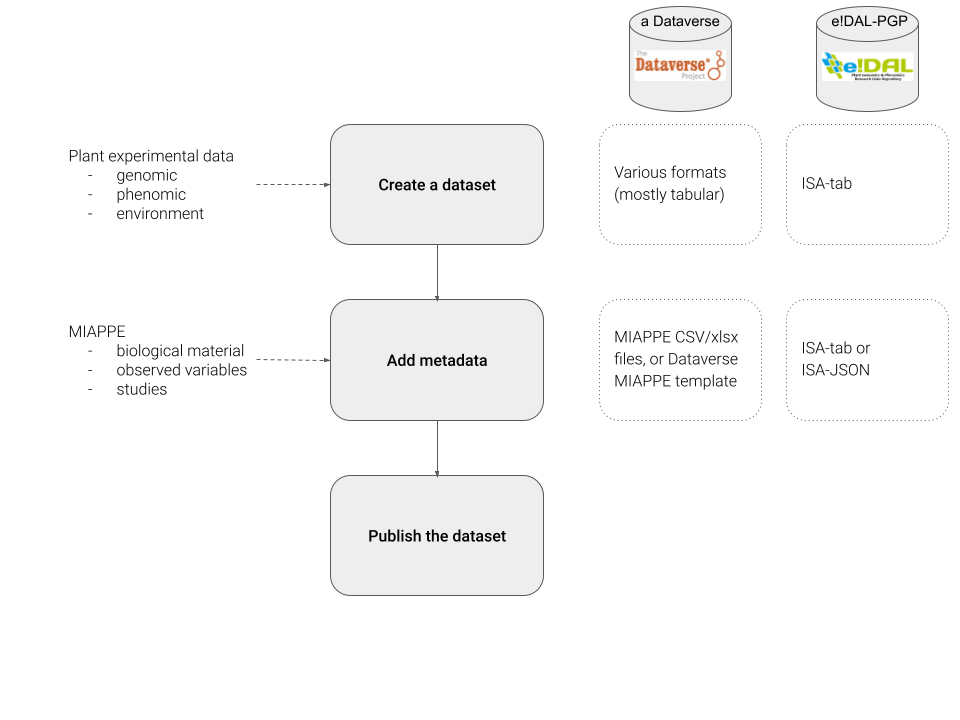 a Dataverse
The
Dataverse®
Project
e!DAL-PGP
e!DAL
Plant Genomics & Phenomics
Research Data Repository
Plant experimental data
- genomic
- phenomic
- environment
Create a dataset
Various formats
(mostly tabular)
ISA-tab
MIAPPE
- biological material
- observed variables
- studies
Add metadata
MIAPPE CSV/xlsx
files, or Dataverse
MIAPPE template
ISA-tab or
ISA-JSON
Publish the dataset